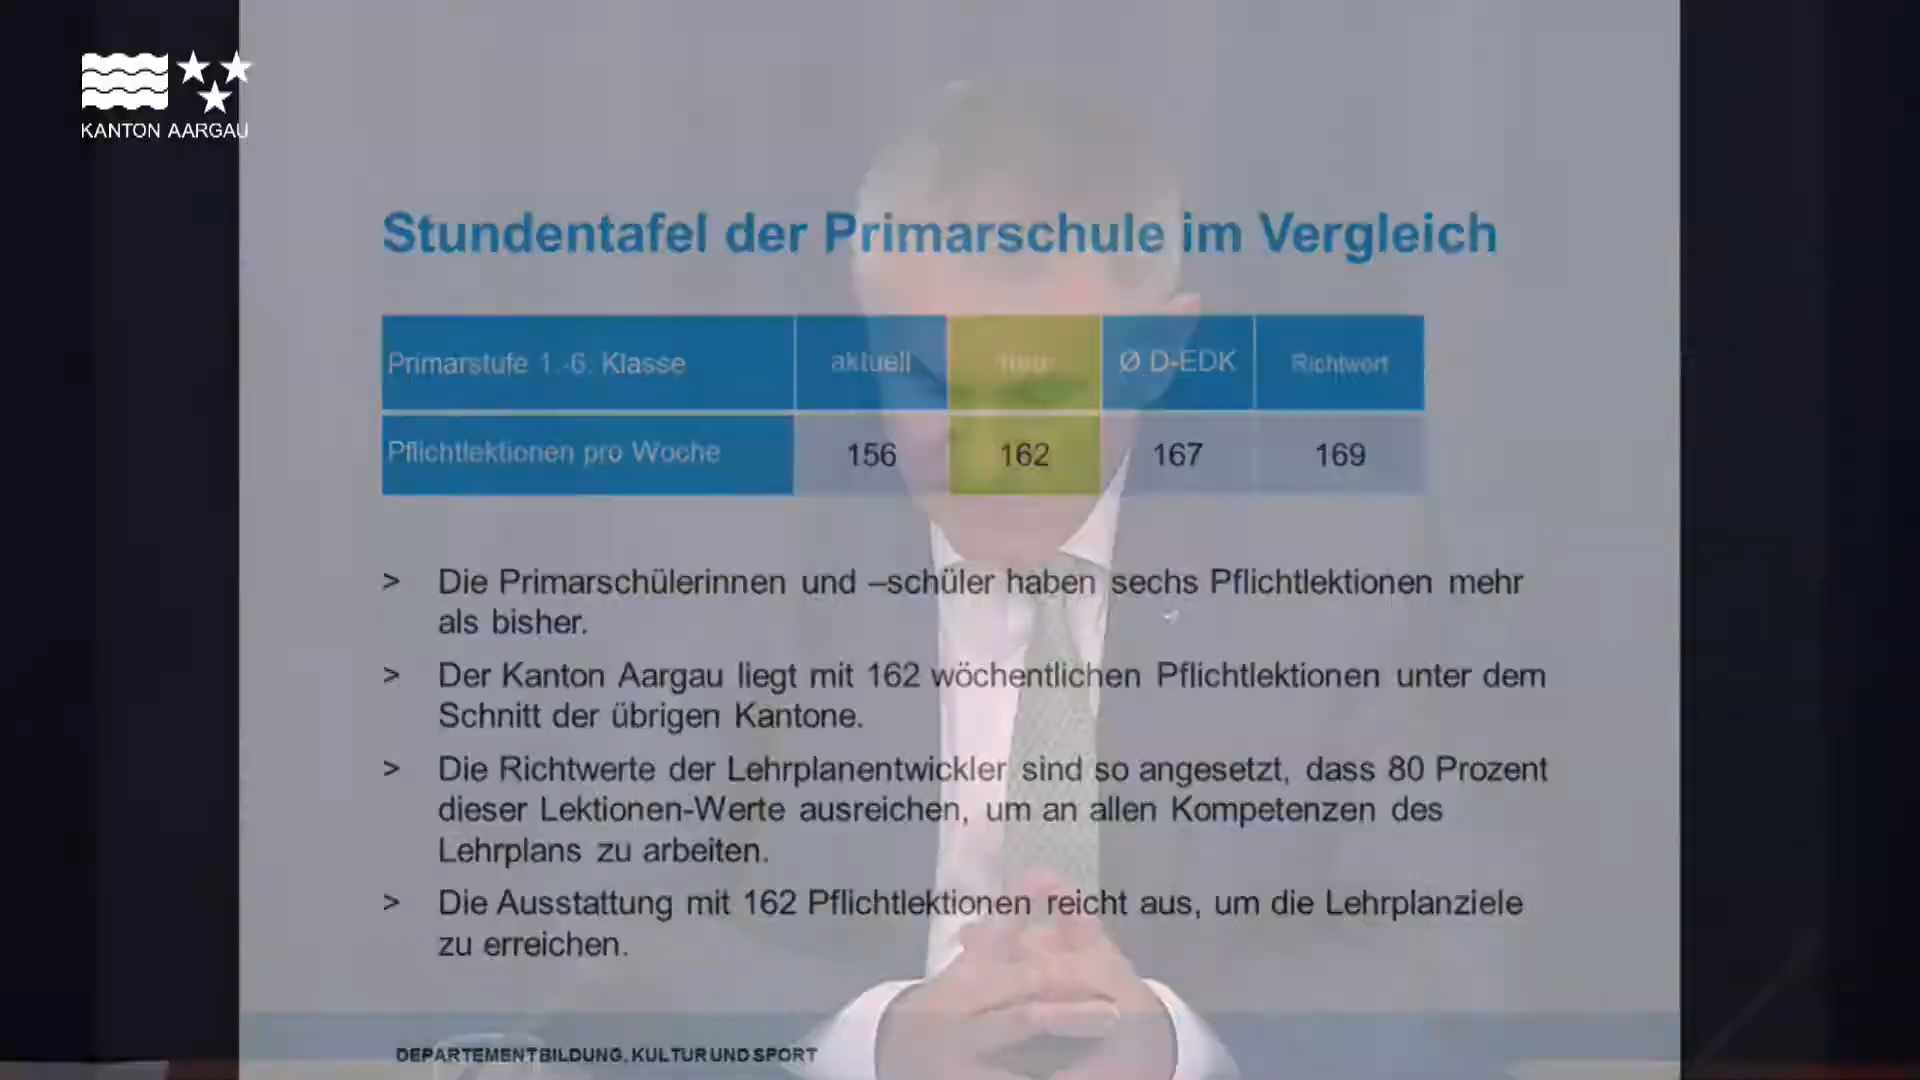 KANTON AARGAU
Stundentafel der Primarschule im Vergleich
Primarstufe 1.-6. Klasse aktuell neu Ø D-EDK Richtwert
Pflichtlektionen pro Woche 156 162 167 169
> Die Primarschülerinnen und –schüler haben sechs Pflichtlektionen mehr
als bisher.
> Der Kanton Aargau liegt mit 162 wöchentlichen Pflichtlektionen unter dem
Schnitt der übrigen Kantone.
> Die Richtwerte der Lehrplanentwickler sind so angesetzt, dass 80 Prozent
dieser Lektionen-Werte ausreichen, um an allen Kompetenzen des
Lehrplans zu arbeiten.
> Die Ausstattung mit 162 Pflichtlektionen reicht aus, um die Lehrplanziele
zu erreichen.
DEPARTEMENT BILDUNG, KULTUR UND SPORT